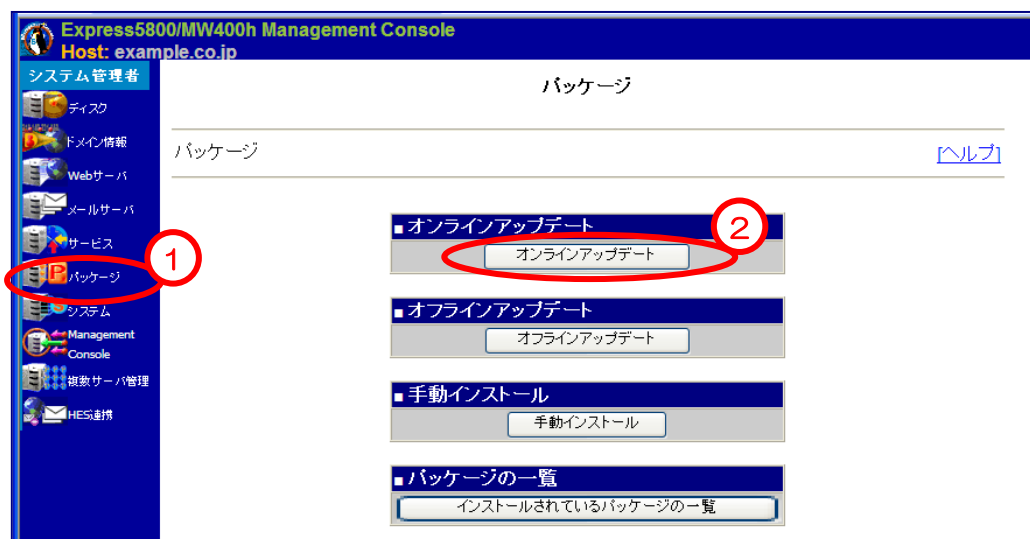 Express5800/MW400h Management Console
Host: example.co.jp
システム管理者
ディスク
ドメイン情報
Webサーバ
メールサーバ
サービス
パッケージ
システム
Management
Console
複数サーバ管理
HES連携
パッケージ
パッケージ
[ヘルプ]
■オンラインアップデート
オンラインアップデート
■オフラインアップデート
オフラインアップデート
■手動インストール
手動インストール
■パッケージの一覧
インストールされているパッケージの一覧
1
2